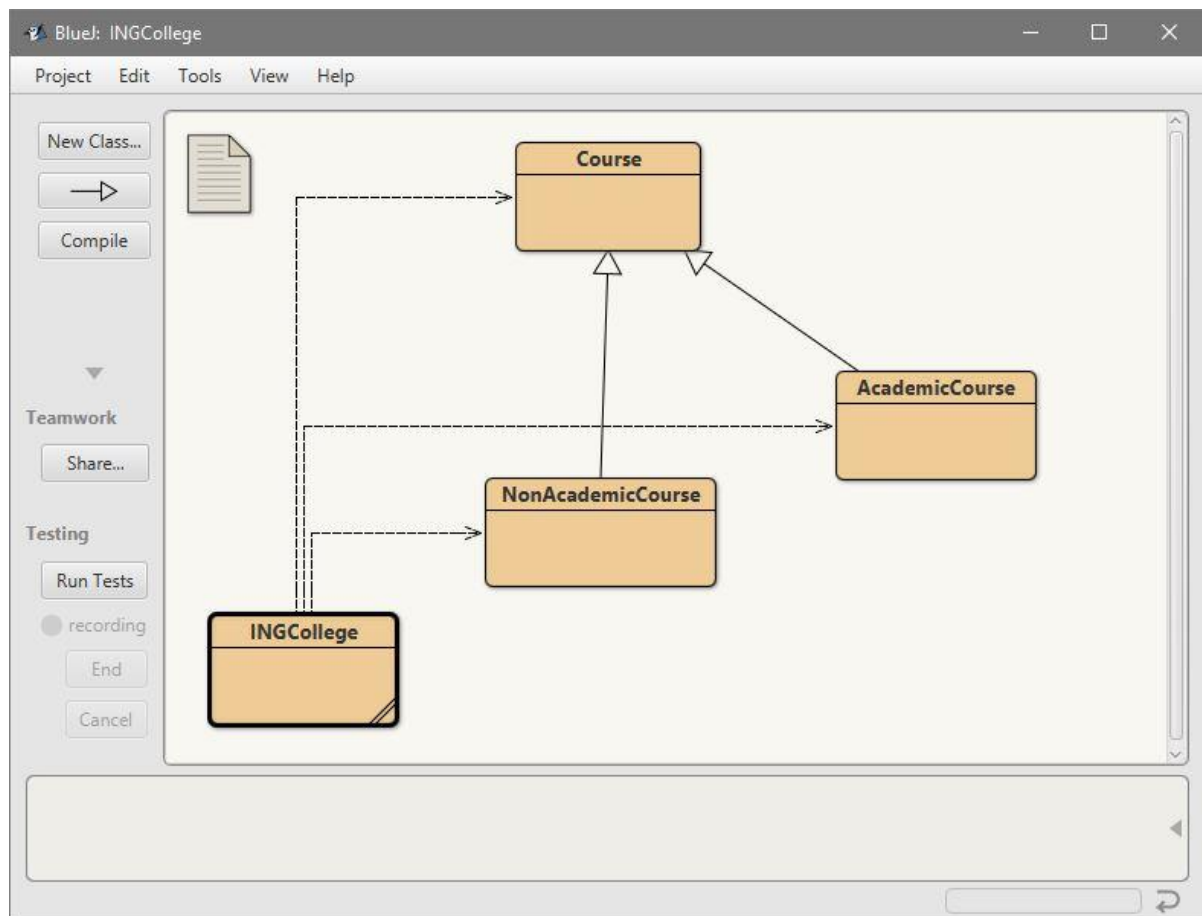 BlueJ: INGCollege
Project Edit Tools View Help
New Class...
Compile
Teamwork
Share...
Testing
Run Tests
recording
End
Cancel
Course
AcademicCourse
NonAcademicCourse
INGCollege